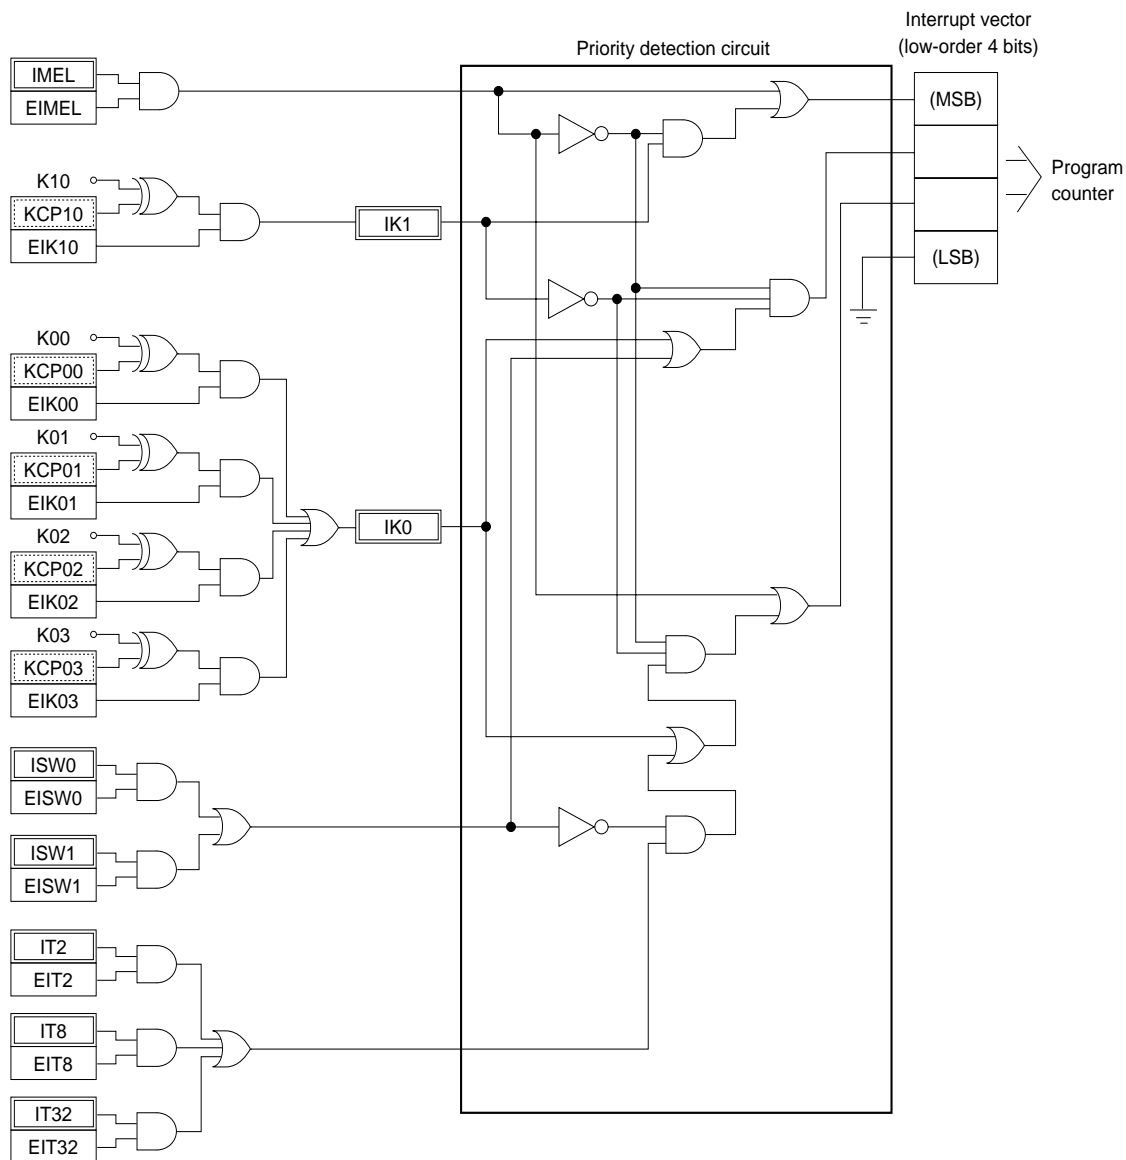 Interrupt vector
(low-order 4 bits)
Priority detection circuit
IMEL
EIMEL
(MSB)
Program
counter
K10
KCP10
EIK10
IK1
(LSB)
K00
KCP00
EIK00
K01
KCP01
EIK01
K02
KCP02
EIK02
IK0
K03
KCP03
EIK03
ISW0
EISW0
ISW1
EISW1
IT2
EIT2
IT8
EIT8
IT32
EIT32